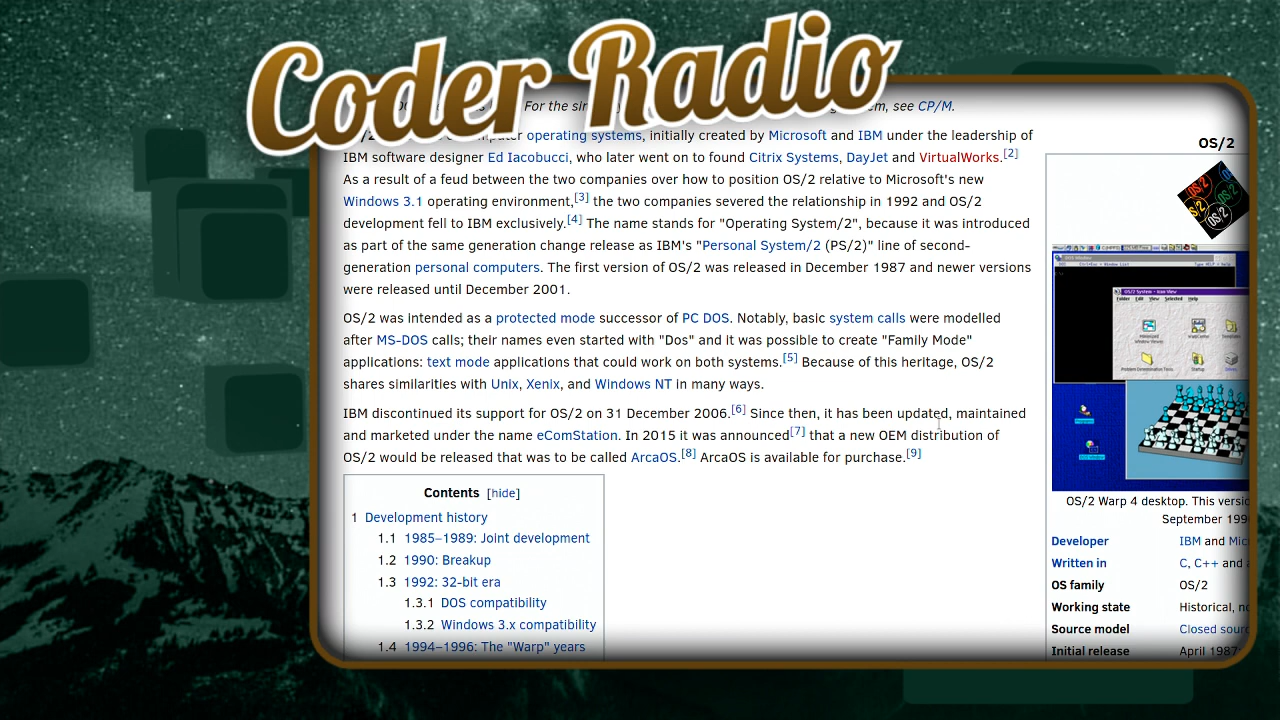 Coder Radio
For the
see CP/M.
operating systems, initially created by Microsoft and IBM under the leadership of
IBM software designer Ed Iacobucci, who later went on to found Citrix Systems, DayJet and VirtualWorks.[2]
As a result of a feud between the two companies over how to position OS/2 relative to Microsoft's new
Windows 3.1 operating environment,[3] the two companies severed the relationship in 1992 and OS/2
development fell to IBM exclusively.[4] The name stands for "Operating System/2", because it was introduced
as part of the same generation change release as IBM's "Personal System/2 (PS/2)" line of second-
generation personal computers. The first version of OS/2 was released in December 1987 and newer versions
were released until December 2001.
OS/2 was intended as a protected mode successor of PC DOS. Notably, basic system calls were modelled
after MS-DOS calls; their names even started with "Dos" and it was possible to create "Family Mode"
applications: text mode applications that could work on both systems.[5] Because of this heritage, OS/2
shares similarities with Unix, Xenix, and Windows NT in many ways.
IBM discontinued its support for OS/2 on 31 December 2006.[6] Since then, it has been updated, maintained
and marketed under the name eComStation. In 2015 it was announced[7] that a new OEM distribution of
OS/2 would be released that was to be called ArcaOS.[8] ArcaOS is available for purchase.[9]
Contents [hide]
1 Development history
1.1 1985–1989: Joint development
1.2 1990: Breakup
1.3 1992: 32-bit era
1.3.1 DOS compatibility
1.3.2 Windows 3.x compatibility
1.4 1994–1996: The "Warp" years
OS/2
OS/2 System - Icon View
Folder Edit View Selected Help
OS/2 Warp 4 desktop. This
September
Developer IBM and
Written in C, C++ and
OS family OS/2
Working state Historical,
Source model Closed
Initial release April 1987